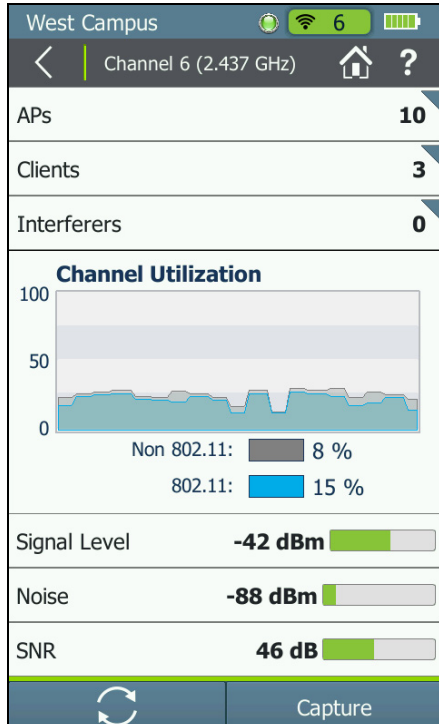 West Campus 6
Channel 6 (2.437 GHz) ?
APs 10
Clients 3
Interferers 0
Channel Utilization
100
50
0
Non 802.11: 8 %
802.11: 15 %
Signal Level -42 dBm
Noise -88 dBm
SNR 46 dB
Capture